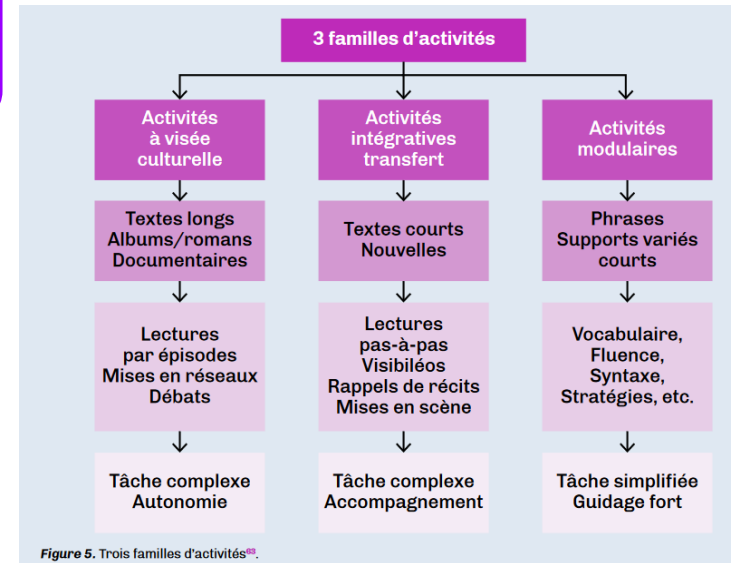 3 familles d'activités
Activités
à visée
culturelle
Textes longs
Albums/romans
Documentaires
Lectures
par épisodes
Mises en réseaux
Débats
Tâche complexe
Autonomie
Activités
intégratives
transfert
Textes courts
Nouvelles
Lectures
pas-à-pas
Visibiléos
Rappels de récits
Mises en scène
Tâche complexe
Accompagnement
Activités
modulaires
Phrases
Supports variés
courts
Vocabulaire,
Fluence,
Syntaxe,
Stratégies, etc.
Tâche simplifiée
Guidage fort
Figure 5. Trois familles d'activités63.